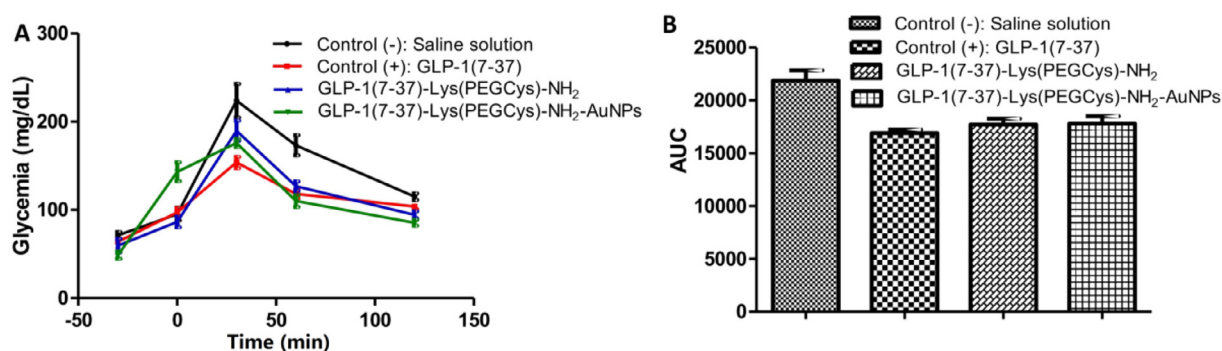 A
Glycemia (mg/dL)
300
200
100
0
-50
0
50
100
150
Time (min)
Control (-): Saline solution
Control (+): GLP-1(7-37)
GLP-1(7-37)-Lys(PEGCys)-NH₂
GLP-1(7-37)-Lys(PEGCys)-NH₂-AuNPs
B
AUC
25000
20000
15000
10000
5000
0
Control (-): Saline solution
Control (+): GLP-1(7-37)
GLP-1(7-37)-Lys(PEGCys)-NH₂
GLP-1(7-37)-Lys(PEGCys)-NH₂-AuNPs